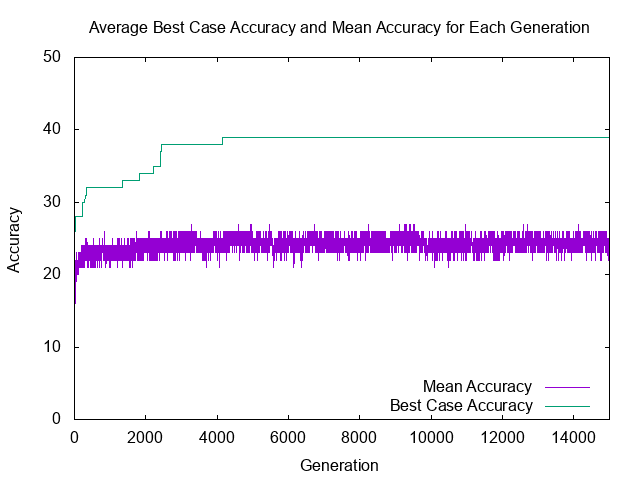 Average Best Case Accuracy and Mean Accuracy for Each Generation
50
40
30
20
10
0
Accuracy
Mean Accuracy
Best Case Accuracy
0 2000 4000 6000 8000 10000 12000 14000
Generation